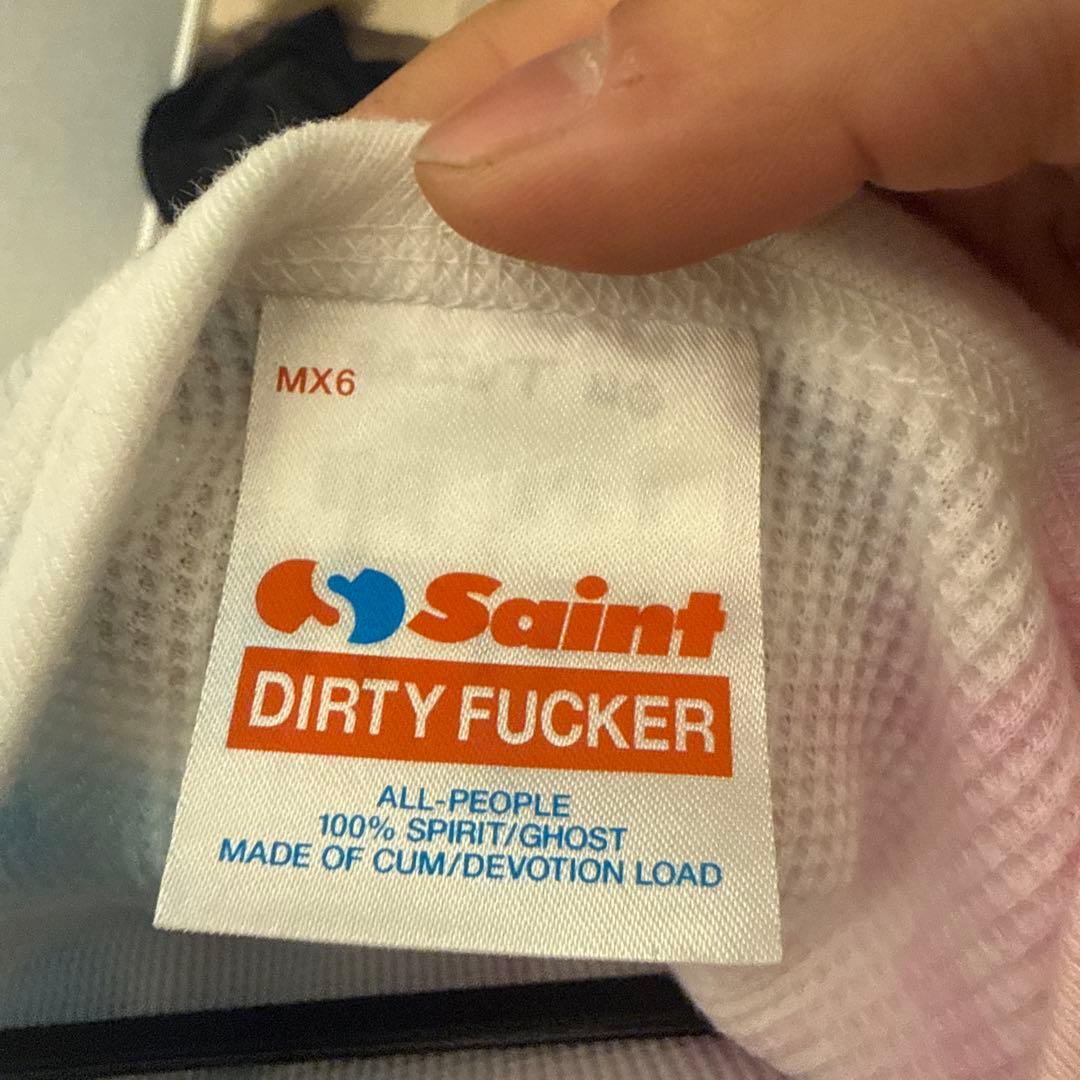 MX6
Saint
DIRTY FUCKER
ALL-PEOPLE
100% SPIRIT/GHOST
MADE OF CUM/DEVOTION LOAD